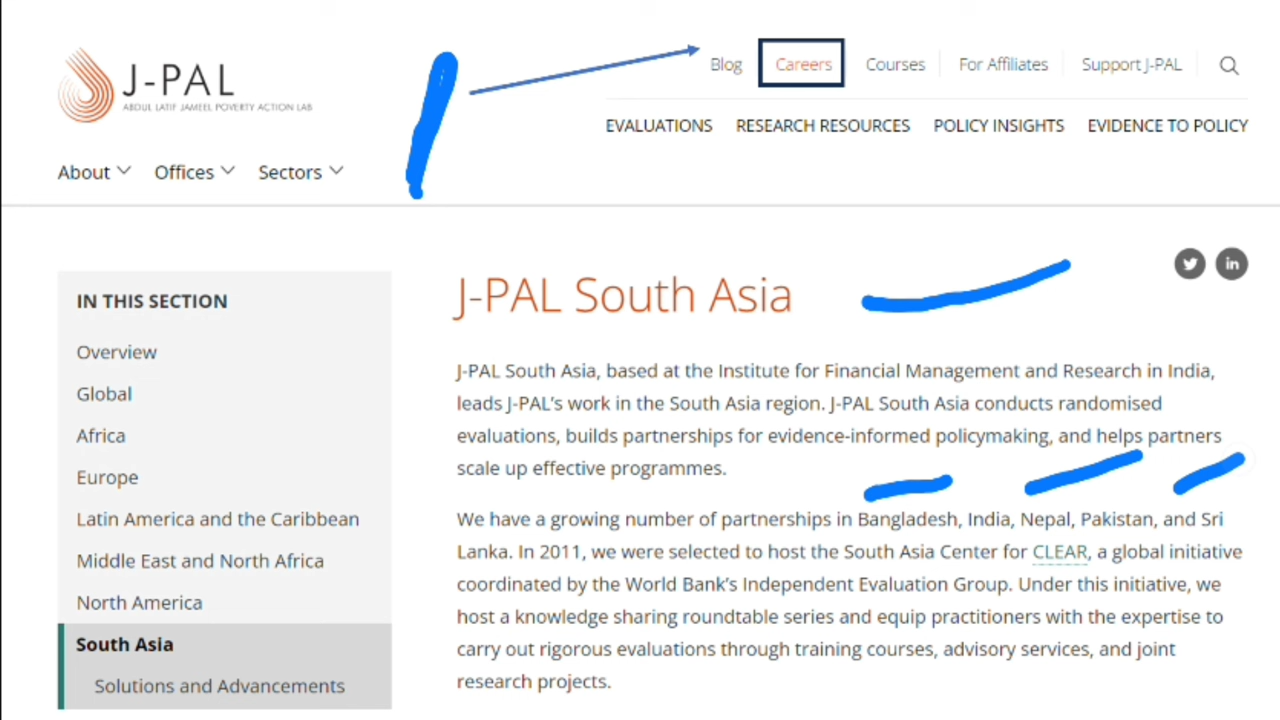 J-PAL
ABDUL LATIF JAMEEL POVERTY ACTION LAB
Blog
Careers
Courses
For Affiliates
Support J-PAL
EVALUATIONS
RESEARCH RESOURCES
POLICY INSIGHTS
EVIDENCE TO POLICY
About
Offices
Sectors
IN THIS SECTION
Overview
Global
Africa
Europe
Latin America and the Caribbean
Middle East and North Africa
North America
South Asia
Solutions and Advancements
J-PAL South Asia
in
J-PAL South Asia, based at the Institute for Financial Management and Research in India,
leads J-PAL's work in the South Asia region. J-PAL South Asia conducts randomised
evaluations, builds partnerships for evidence-informed policymaking, and helps partners
scale up effective programmes.
We have a growing number of partnerships in Bangladesh, India, Nepal, Pakistan, and Sri
Lanka. In 2011, we were selected to host the South Asia Center for CLEAR, a global initiative
coordinated by the World Bank's Independent Evaluation Group. Under this initiative, we
host a knowledge sharing roundtable series and equip practitioners with the expertise to
carry out rigorous evaluations through training courses, advisory services, and joint
research projects.